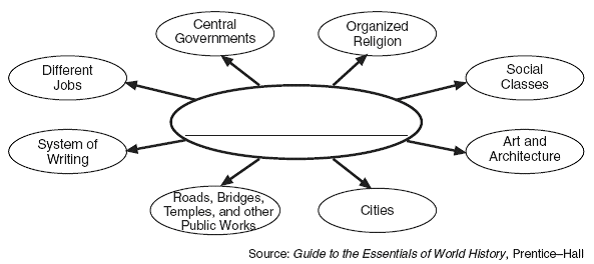 Central
Governments
Organized
Religion
Different
Jobs
Social
Classes
System of
Writing
Art and
Architecture
Roads, Bridges,
Temples, and other
Public Works
Cities
Source: Guide to the Essentials of World History, Prentice–Hall